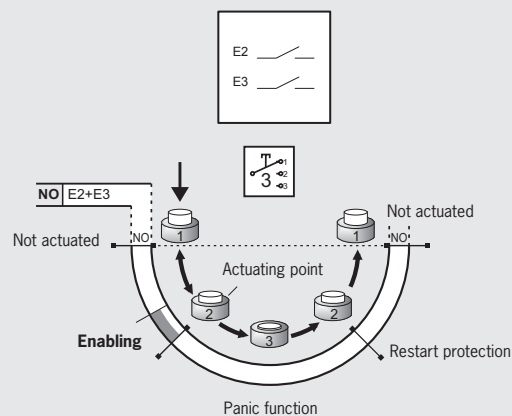 E2
E3
1
2
3
3
NO E2+E3
Not actuated
NO
1
1
NO
Not actuated
Actuating point
2
2
3
Enabling
Restart protection
Panic function